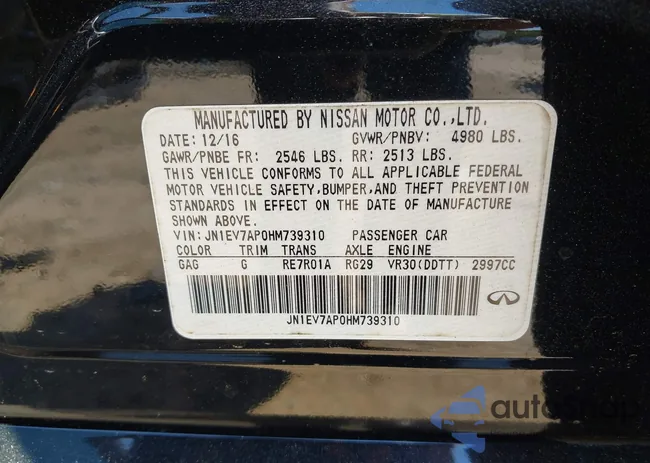 MANUFACTURED BY NISSAN MOTOR CO.,LTD.
DATE: 12/16 GVWR/PNBV: 4980 LBS.
GAWR/PNBE FR: 2546 LBS. RR: 2513 LBS.
THIS VEHICLE CONFORMS TO ALL APPLICABLE FEDERAL
MOTOR VEHICLE SAFETY,BUMPER,AND THEFT PREVENTION
STANDARDS IN EFFECT ON THE DATE OF MANUFACTURE
SHOWN ABOVE.
VIN: JN1EV7AP0HM739310 PASSENGER CAR
COLOR TRIM TRANS AXLE ENGINE
GAG G RE7R01A RG29 VR30(DDTT) 2997CC
JN1EV7AP0HM739310
autoShop